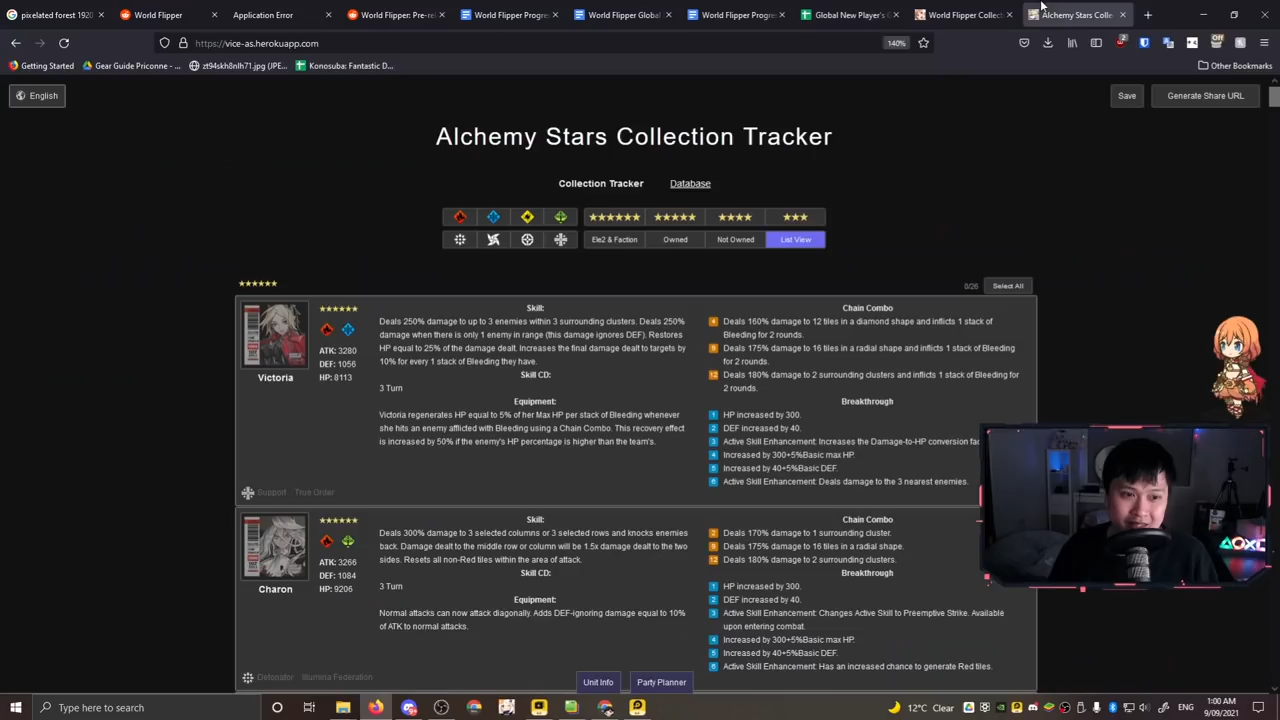 pixelated forest 1920
World Flipper
Application Error
World Flipper: Pre-rel
World Flipper Progres
World Flipper Global
World Flipper Progres
Global New Player's G
World Flipper Collect
Alchemy Stars Colle
https://vice-as.herokuapp.com
140%
Off
Getting Started
Gear Guide Priconne - ...
zt94skh8nlh71.jpg (JPE...
Konosuba: Fantastic D...
Other Bookmarks
English
Save
Generate Share URL
Alchemy Stars Collection Tracker
Collection Tracker
Database
Ele2 & Faction
Owned
Not Owned
List View
0/26
Select All
Victoria
ATK: 3280
DEF: 1056
HP: 8113
Skill:
Deals 250% damage to up to 3 enemies within 3 surrounding clusters. Deals 250%
damage when there is only 1 enemy in range (this damage ignores DEF). Restores
HP equal to 25% of the damage dealt. Increases the final damage dealt to targets by
10% for every 1 stack of Bleeding they have.
Skill CD:
3 Turn
Equipment:
Victoria regenerates HP equal to 5% of her Max HP per stack of Bleeding whenever
she hits an enemy afflicted with Bleeding using a Chain Combo. This recovery effect
is increased by 50% if the enemy's HP percentage is higher than the team's.
Support True Order
Chain Combo
4 Deals 160% damage to 12 tiles in a diamond shape and inflicts 1 stack of
Bleeding for 2 rounds.
Deals 175% damage to 16 tiles in a radial shape and inflicts 1 stack of Bleeding
for 2 rounds.
12 Deals 180% damage to 2 surrounding clusters and inflicts 1 stack of Bleeding for
2 rounds.
Breakthrough
1 HP increased by 300.
2 DEF increased by 40.
3 Active Skill Enhancement: Increases the Damage-to-HP conversion fac
4 Increased by 300+5%Basic max HP.
5 Increased by 40+5%Basic DEF.
6 Active Skill Enhancement: Deals damage to the 3 nearest enemies.
Charon
ATK: 3266
DEF: 1084
HP: 9206
Skill:
Deals 300% damage to 3 selected columns or 3 selected rows and knocks enemies
back. Damage dealt to the middle row or column will be 1.5x damage dealt to the two
sides. Resets all non-Red tiles within the area of attack.
Skill CD:
3 Turn
Equipment:
Normal attacks can now attack diagonally. Adds DEF-ignoring damage equal to 10%
of ATK to normal attacks.
Detonator Illumina Federation
Chain Combo
2 Deals 170% damage to 1 surrounding cluster.
Deals 175% damage to 16 tiles in a radial shape.
12 Deals 180% damage to 2 surrounding clusters.
Breakthrough
1 HP increased by 300.
2 DEF increased by 40.
3 Active Skill Enhancement: Changes Active Skill to Preemptive Strike. Available
upon entering combat.
4 Increased by 300+5%Basic max HP.
5 Increased by 40+5%Basic DEF.
6 Active Skill Enhancement: Has an increased chance to generate Red tiles.
Unit Info
Party Planner
Type here to search
12°C Clear
1:00 AM
9/09/2021